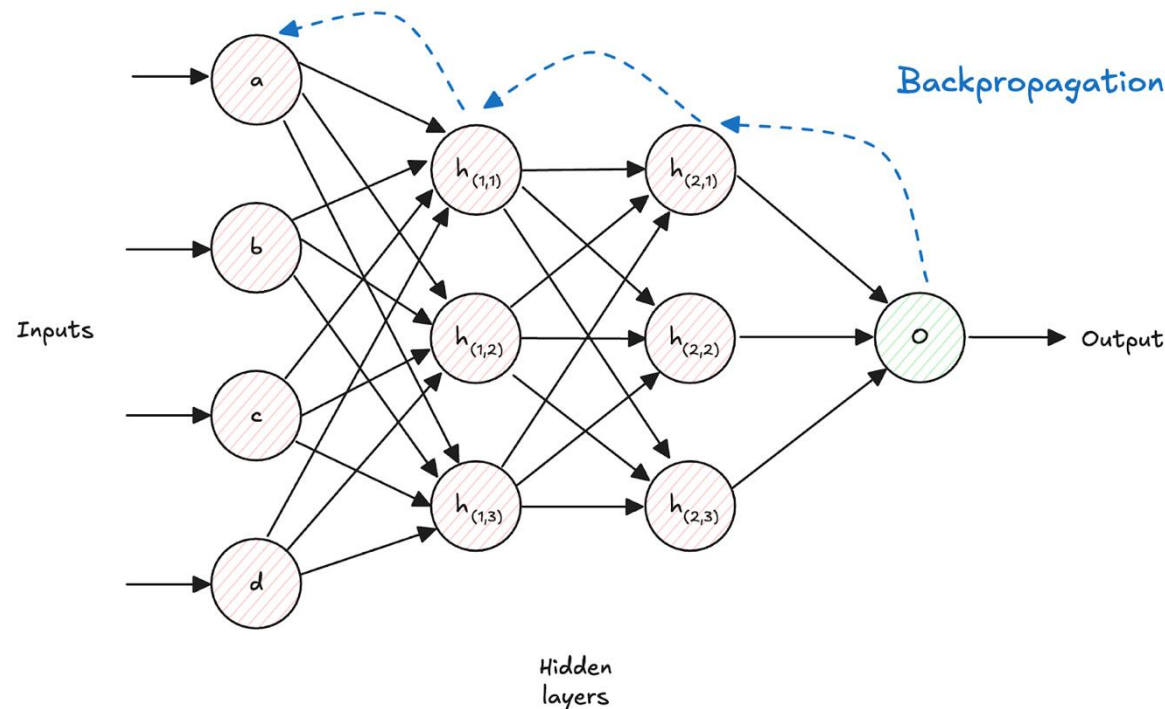 Backpropagation
a
h(1,1)
h(2,1)
b
Inputs
h(1,2)
h(2,2)
O
Output
c
h(1,3)
h(2,3)
d
Hidden
layers